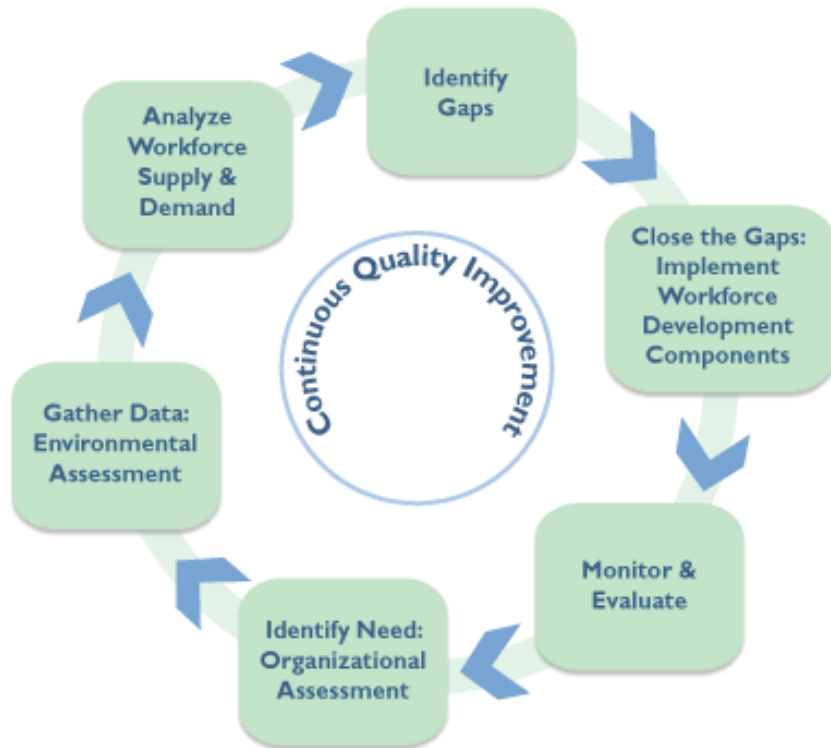 Identify
Gaps
Close the Gaps:
Implement
Workforce
Development
Components
Monitor &
Evaluate
Identify Need:
Organizational
Assessment
Gather Data:
Environmental
Assessment
Analyze
Workforce
Supply &
Demand
Continuous Quality Improvement